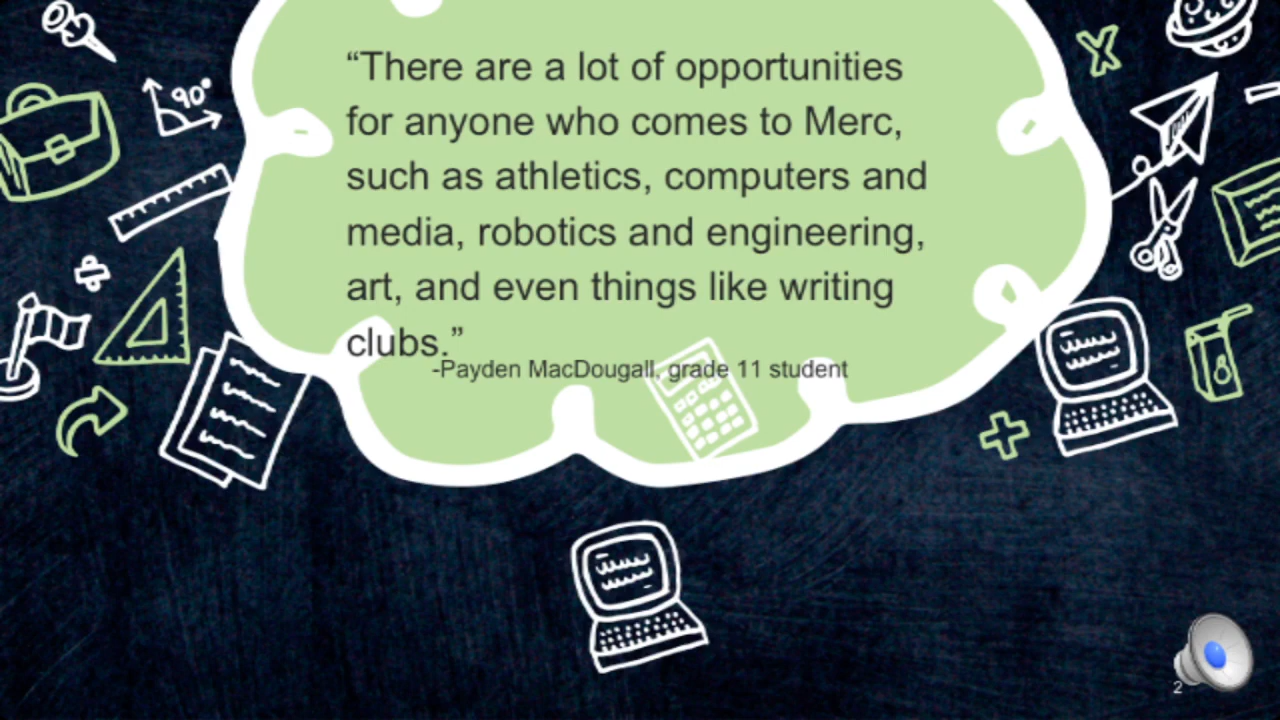 “There are a lot of opportunities
for anyone who comes to Merc,
such as athletics, computers and
media, robotics and engineering,
art, and even things like writing
clubs.”
-Payden MacDougall, grade 11 student
90°
X
2